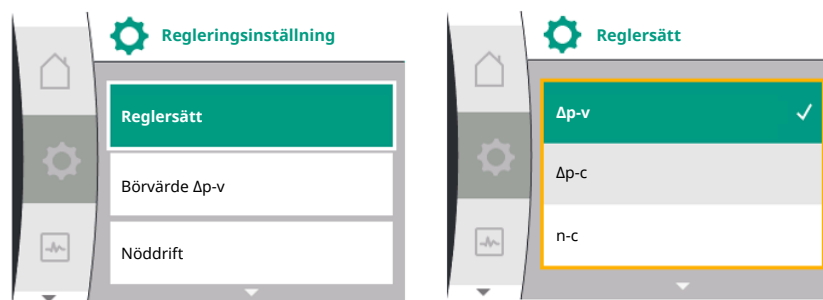 Regleringsinställning
Reglersätt
Börvärde Δp-v
Nöddrift
Reglersätt
Δp-v
Δp-c
n-c